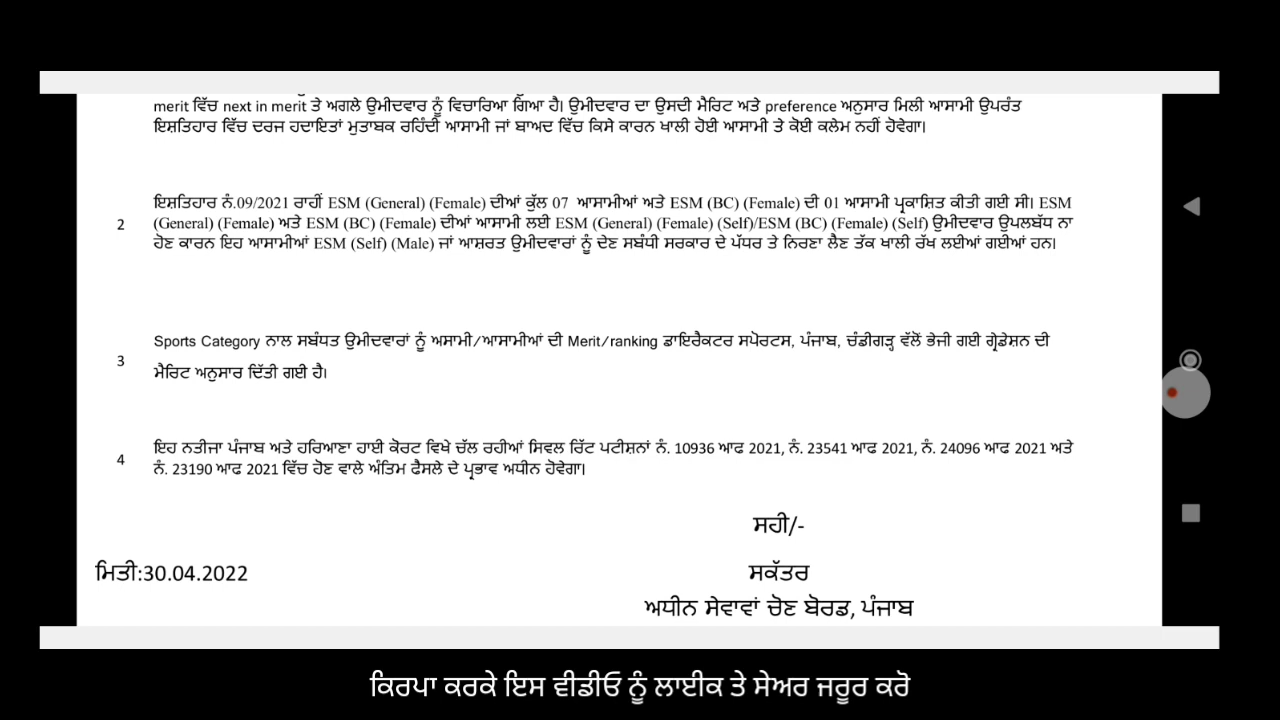 merit ਵਿੱਚ next in merit ਤੇ ਅਗਲੇ ਉਮੀਦਵਾਰ ਨੂੰ ਵਿਚਾਰਿਆ ਗਿਆ ਹੈ। ਉਮੀਦਵਾਰ ਦਾ ਉਸਦੀ ਮੈਰਿਟ ਅਤੇ preference ਅਨੁਸਾਰ ਮਿਲੀ ਆਸਾਮੀ ਉਪਰੰਤ
ਇਸ਼ਤਿਹਾਰ ਵਿੱਚ ਦਰਜ ਹਦਾਇਤਾਂ ਮੁਤਾਬਕ ਰਹਿੰਦੀ ਆਸਾਮੀ ਜਾਂ ਬਾਅਦ ਵਿੱਚ ਕਿਸੇ ਕਾਰਨ ਖਾਲੀ ਹੋਈ ਆਸਾਮੀ ਤੇ ਕੋਈ ਕਲੇਮ ਨਹੀਂ ਹੋਵੇਗਾ।
ਇਸ਼ਤਿਹਾਰ ਨੰ.09/2021 ਰਾਹੀਂ ESM (General) (Female) ਦੀਆਂ ਕੁੱਲ 07 ਆਸਾਮੀਆਂ ਅਤੇ ESM (BC) (Female) ਦੀ 01 ਆਸਾਮੀ ਪ੍ਰਕਾਸ਼ਿਤ ਕੀਤੀ ਗਈ ਸੀ। ESM
2 (General) (Female) ਅਤੇ ESM (BC) (Female) ਦੀਆਂ ਆਸਾਮੀ ਲਈ ESM (General) (Female) (Self)/ESM (BC) (Female) (Self) ਉਮੀਦਵਾਰ ਉਪਲਬੱਧ ਨਾ
ਹੋਣ ਕਾਰਨ ਇਹ ਆਸਾਮੀਆਂ ESM (Self) (Male) ਜਾਂ ਆਸ਼ਰਤ ਉਮੀਦਵਾਰਾਂ ਨੂੰ ਦੇਣ ਸਬੰਧੀ ਸਰਕਾਰ ਦੇ ਪੱਧਰ ਤੇ ਨਿਰਣਾ ਲੈਣ ਤੱਕ ਖਾਲੀ ਰੱਖ ਲਈਆਂ ਗਈਆਂ ਹਨ।
Sports Category ਨਾਲ ਸਬੰਧਤ ਉਮੀਦਵਾਰਾਂ ਨੂੰ ਅਸਾਮੀ/ਆਸਾਮੀਆਂ ਦੀ Merit/ranking ਡਾਇਰੈਕਟਰ ਸਪੋਰਟਸ, ਪੰਜਾਬ, ਚੰਡੀਗੜ੍ਹ ਵੱਲੋਂ ਭੇਜੀ ਗਈ ਗ੍ਰੇਡੇਸ਼ਨ ਦੀ
3 ਮੈਰਿਟ ਅਨੁਸਾਰ ਦਿੱਤੀ ਗਈ ਹੈ।
4 ਇਹ ਨਤੀਜਾ ਪੰਜਾਬ ਅਤੇ ਹਰਿਆਣਾ ਹਾਈ ਕੋਰਟ ਵਿਖੇ ਚੱਲ ਰਹੀਆਂ ਸਿਵਲ ਰਿੱਟ ਪਟੀਸ਼ਨਾਂ ਨੰ. 10936 ਆਫ 2021, ਨੰ. 23541 ਆਫ 2021, ਨੰ. 24096 ਆਫ 2021 ਅਤੇ
ਨੰ. 23190 ਆਫ 2021 ਵਿੱਚ ਹੋਣ ਵਾਲੇ ਅੰਤਿਮ ਫੈਸਲੇ ਦੇ ਪ੍ਰਭਾਵ ਅਧੀਨ ਹੋਵੇਗਾ।
ਸਹੀ/-
ਮਿਤੀ:30.04.2022 ਸਕੱਤਰ
ਅਧੀਨ ਸੇਵਾਵਾਂ ਚੋਣ ਬੋਰਡ, ਪੰਜਾਬ
ਕਿਰਪਾ ਕਰਕੇ ਇਸ ਵੀਡੀਓ ਨੂੰ ਲਾਈਕ ਤੇ ਸੇਅਰ ਜਰੂਰ ਕਰੋ